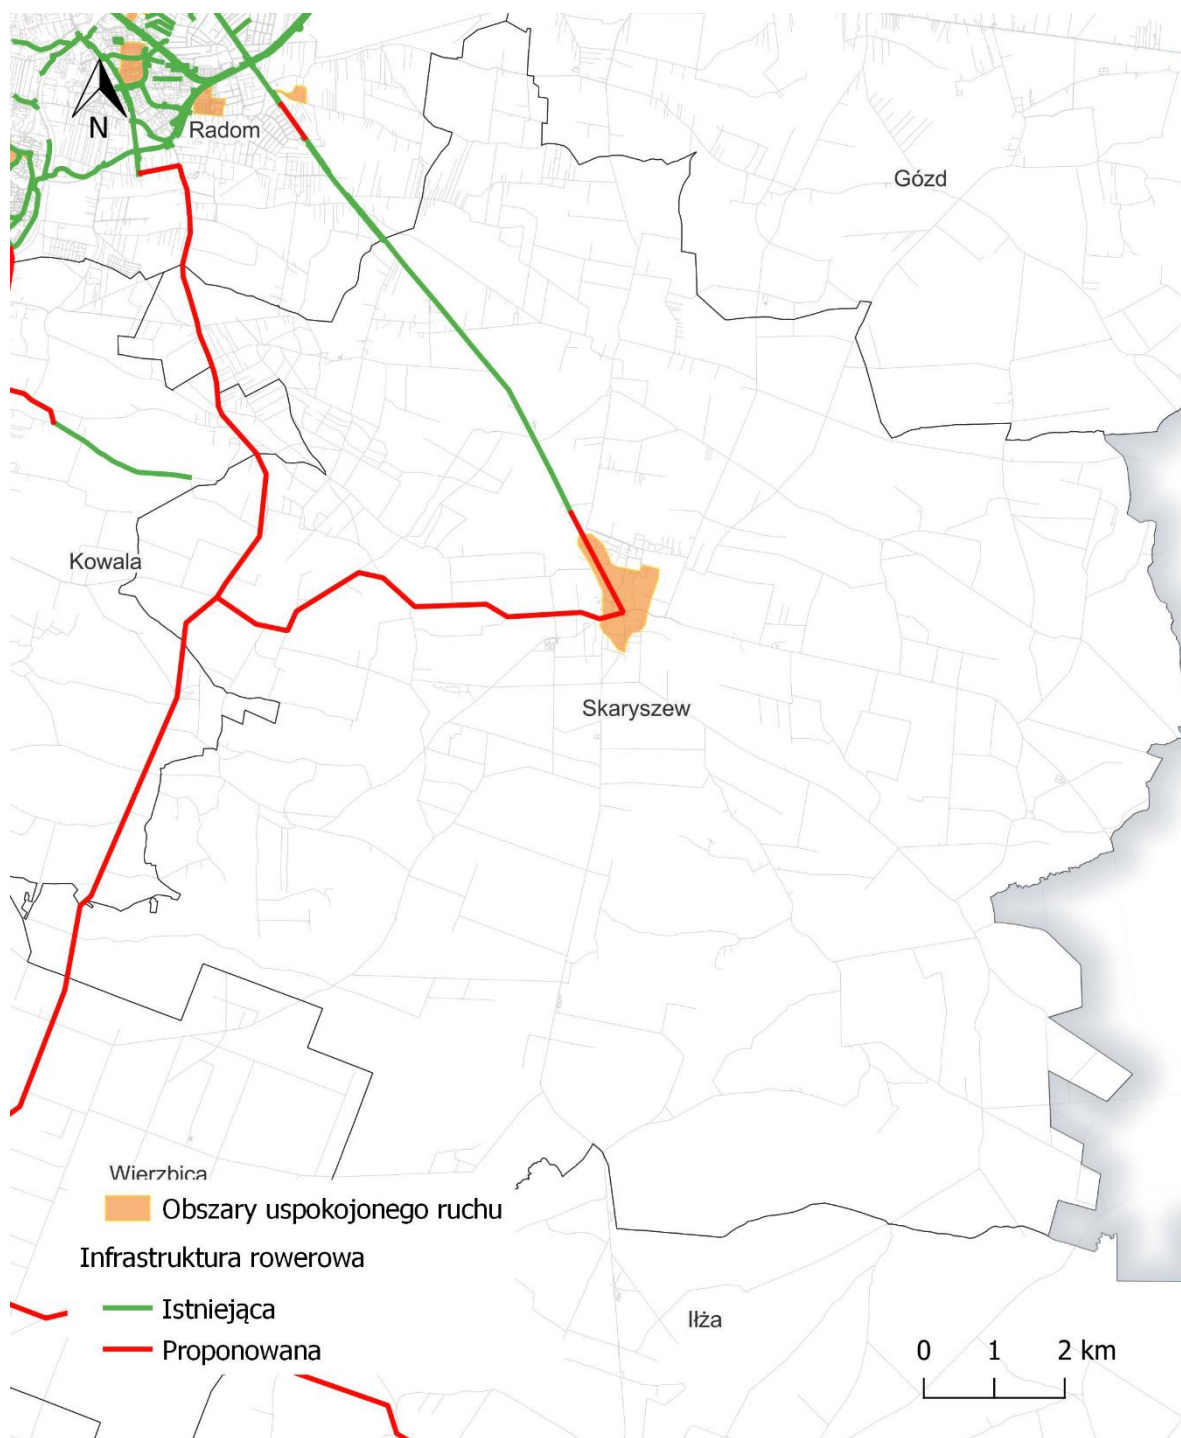 N
Radom
Gózd
Kowala
Skaryszew
Wierzbica
Obszary uspokojonego ruchu
Infrastruktura rowerowa
Istniejąca
Proponowana
Iłża
0 1 2 km